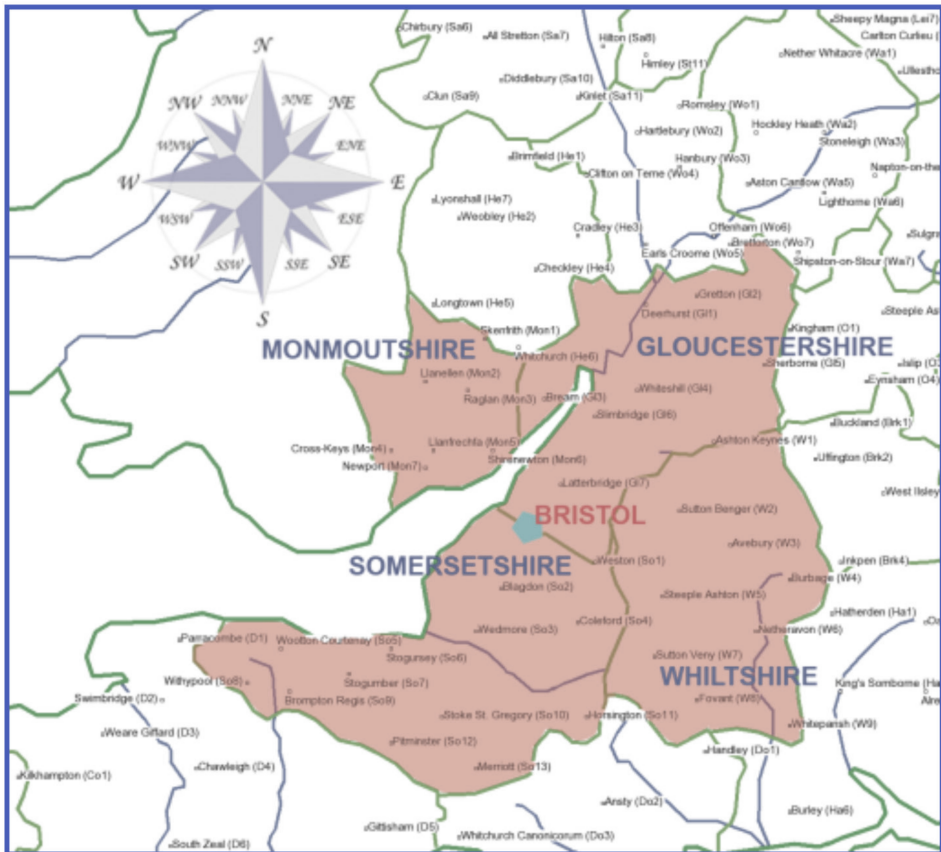 Chirbury (Sa6)
Sheepy Magna (Lei7)
All Stretton (Sa7)
Hilton (Sa8)
Carlton Curlieu (
N
Himley (St11)
Nether Whitacre (Wa1)
Diddlebury (Sa10)
Clun (Sa9)
Kinlet (Sa11)
NW
NNW
NNE
NE
Romsley (Wo1)
Hartlebury (Wo2)
Hockley Heath (Wa2)
Stoneleigh (Wa3)
WNW
ENE
Brimfield (He1)
Hanbury (Wo3)
Clifton on Teme (Wo4)
Napton-on-the
W
E
Aston Cantlow (Wa5)
Lyonshall (He7)
Lighthorne (Wa6)
WSW
ESE
Weobley (He2)
Cradley (He3)
Offenham (Wo6)
Bretforton (Wo7)
SW
SSW
SSE
SE
Earls Croome (Wo5)
Shipston-on-Stour (Wa7)
Checkley (He4)
S
Gretton (Gl2)
Longtown (He5)
Deerhurst (Gl1)
Skenfrith (Mon1)
Kingham (O1)
MONMOUTSHIRE
Whitchurch (He6)
GLOUCESTERSHIRE
Sherborne (Gl5)
Llanellen (Mon2)
Eynsham (O4)
Raglan (Mon3)
Bream (Gl3)
Whiteshill (Gl4)
Slimbridge (Gl6)
Buckland (Brk1)
Cross-Keys (Mon4)
Llanfrechfa (Mon5)
Ashton Keynes (W1)
Newport (Mon7)
Shirenewton (Mon6)
Uffington (Brk2)
Latterbridge (Gl7)
West Ilsley
BRISTOL
Sutton Benger (W2)
Avebury (W3)
SOMERSETSHIRE
Weston (So1)
Inkpen (Brk4)
Blagdon (So2)
Burbage (W4)
Steeple Ashton (W5)
Hatherden (Ha1)
Wedmore (So3)
Coleford (So4)
Netheravon (W6)
Parracombe (D1)
Wootton Courtenay (So5)
Stogursey (So6)
Sutton Veny (W7)
WHILTSHIRE
Withypool (So8)
Stogumber (So7)
Swimbridge (D2)
Brompton Regis (So9)
Fovant (W8)
King's Somborne (Ha
Weare Giffard (D3)
Stoke St. Gregory (So10)
Horsington (So11)
Whiteparish (W9)
Pitminster (So12)
Handley (Do1)
Kilkhampton (Co1)
Chawleigh (D4)
Merriott (So13)
Ansty (Do2)
Burley (Ha6)
Gittisham (D5)
Whitchurch Canonicorum (Do3)
South Zeal (D6)